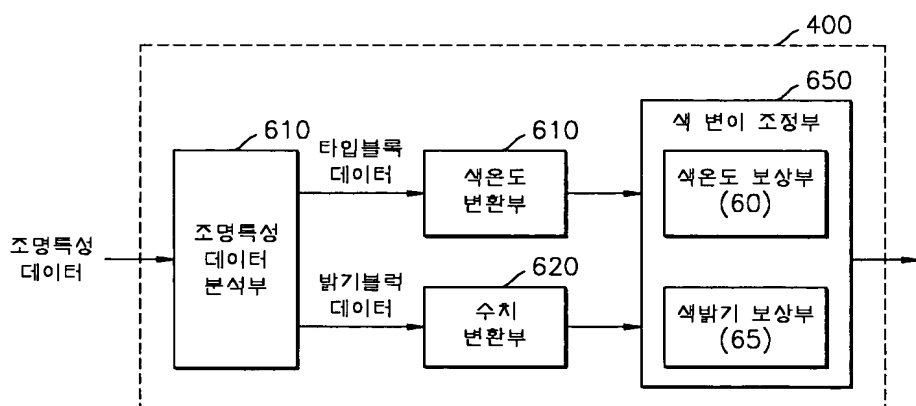 400
650
색 변이 조정부
610
타입블록
데이터
610
색온도
변환부
색온도 보상부
(60)
조명특성
데이터
조명특성
데이터
분석부
밝기블럭
데이터
620
수치
변환부
색밝기 보상부
(65)